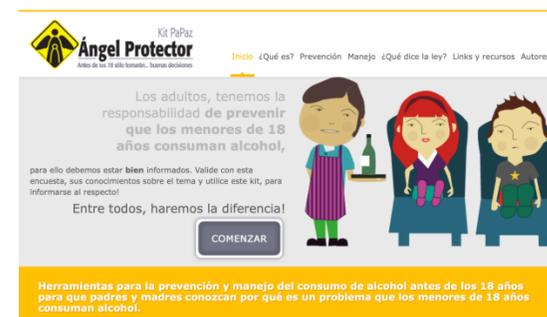 Kit PaPaz
Ángel Protector
Antes de los 18 sólo tomarán... buenas decisiones
Inicio ¿Qué es? Prevención Manejo ¿Qué dice la ley? Links y recursos Autores
Los adultos, tenemos la
responsabilidad de prevenir
que los menores de 18
años consuman alcohol,
para ello debemos estar bien informados. Valide con esta
encuesta, sus conocimientos sobre el tema y utilice este kit, para
informarse al respecto!
Entre todos, haremos la diferencia!
COMENZAR
Herramientas para la prevención y manejo del consumo de alcohol antes de los 18 años
para que padres y madres conozcan por qué es un problema que los menores de 18 años
consuman alcohol.